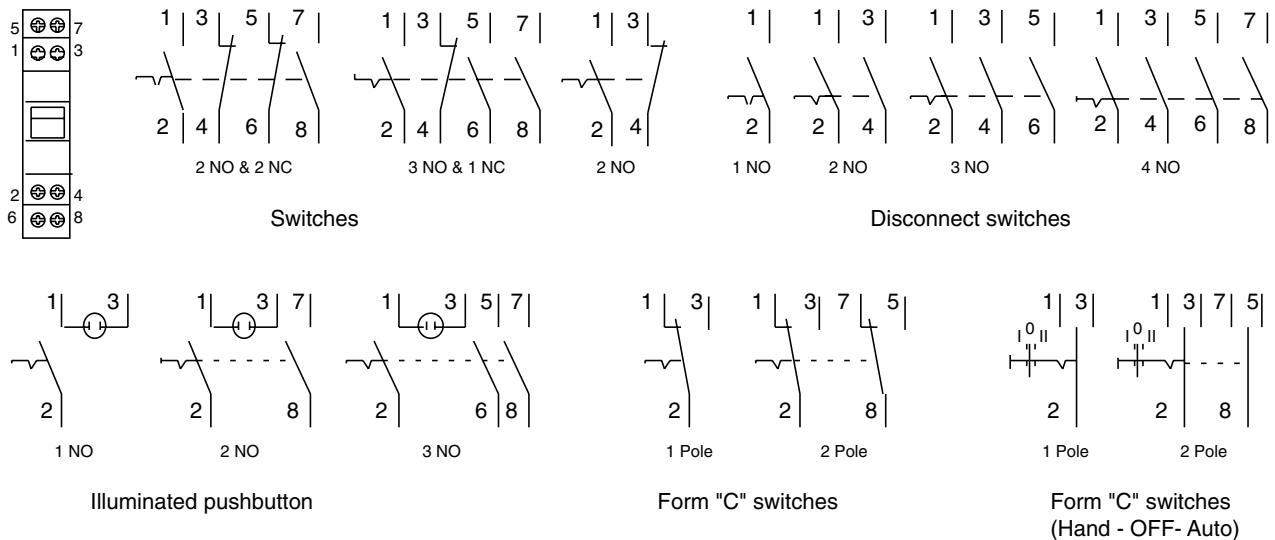 1 3 5 7 1 3 5 7 1 3 1 1 3 1 3 5 1 3 5 7
5 7
1 3
2 4 6 8 2 4 6 8 2 4 2 2 4 2 4 6 2 4 6 8
2 NO & 2 NC 3 NO & 1 NC 2 NO 1 NO 2 NO 3 NO 4 NO
2 4
6 8
Switches Disconnect switches
1 3 1 3 7 1 3 5 7 1 3 1 3 7 5 1 3 1 3 7 5
I 0 II I 0 II
2 2 8 2 6 8 2 2 8 2 2 8
1 NO 2 NO 3 NO 1 Pole 2 Pole 1 Pole 2 Pole
Illuminated pushbutton Form "C" switches Form "C" switches
(Hand - OFF- Auto)